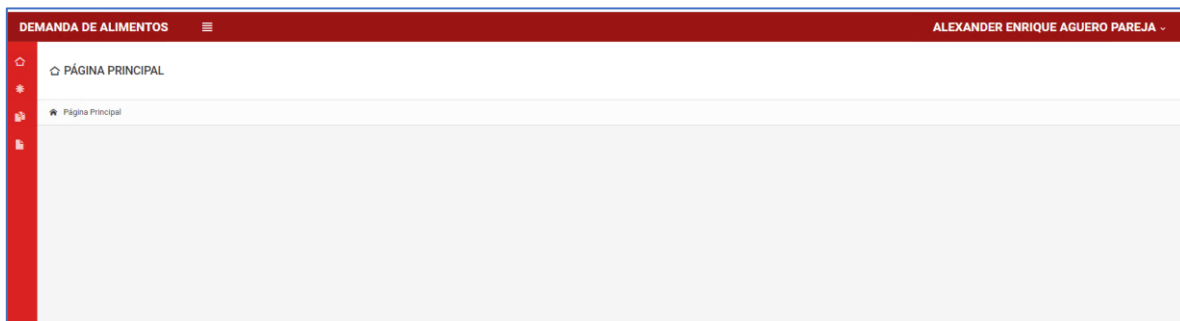 DEMANDA DE ALIMENTOS
ALEXANDER ENRIQUE AGUERO PAREJA
PÁGINA PRINCIPAL
Página Principal